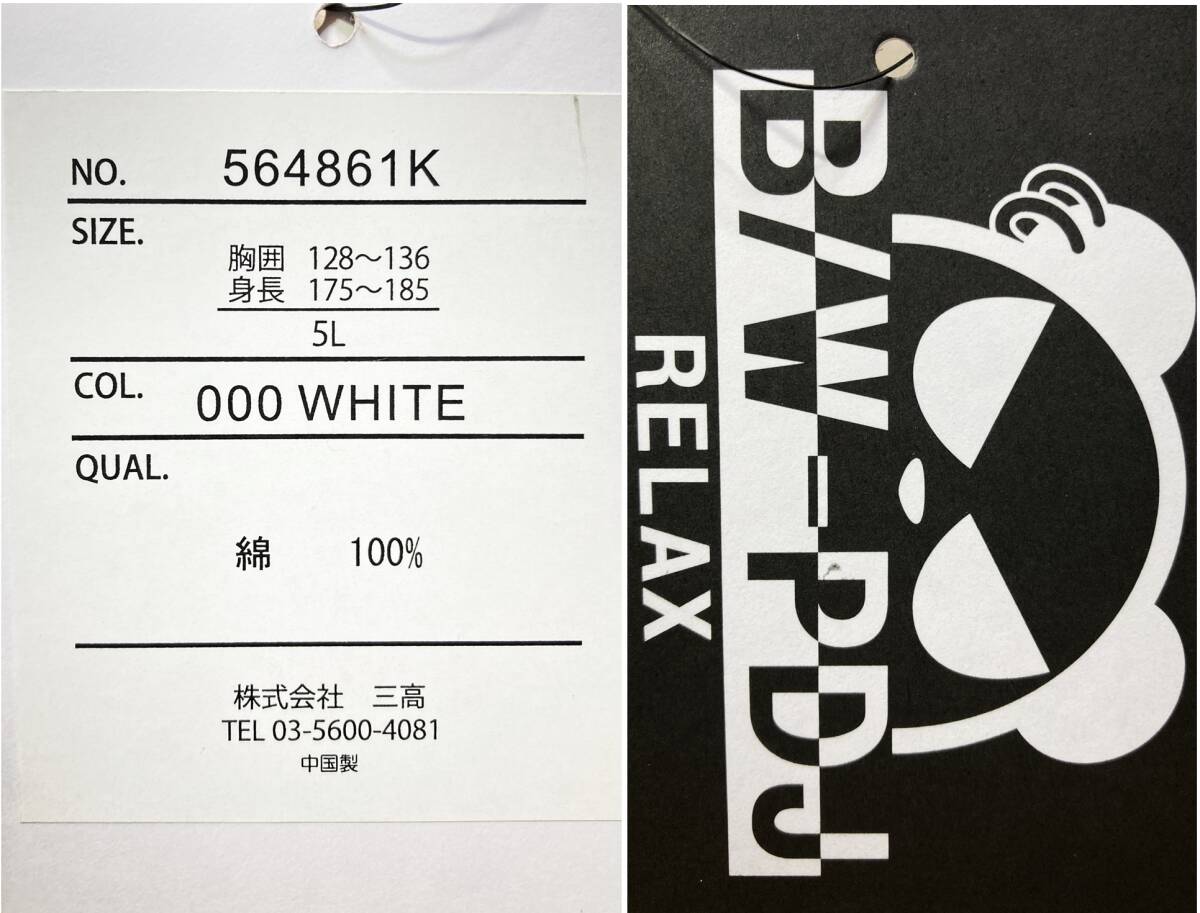 NO. 564861K
SIZE.
胸囲 128～136
身長 175～185
5L
COL. 000 WHITE
QUAL.
綿 100%
株式会社 三高
TEL 03-5600-4081
中国製
B/W-PDJ
RELAX